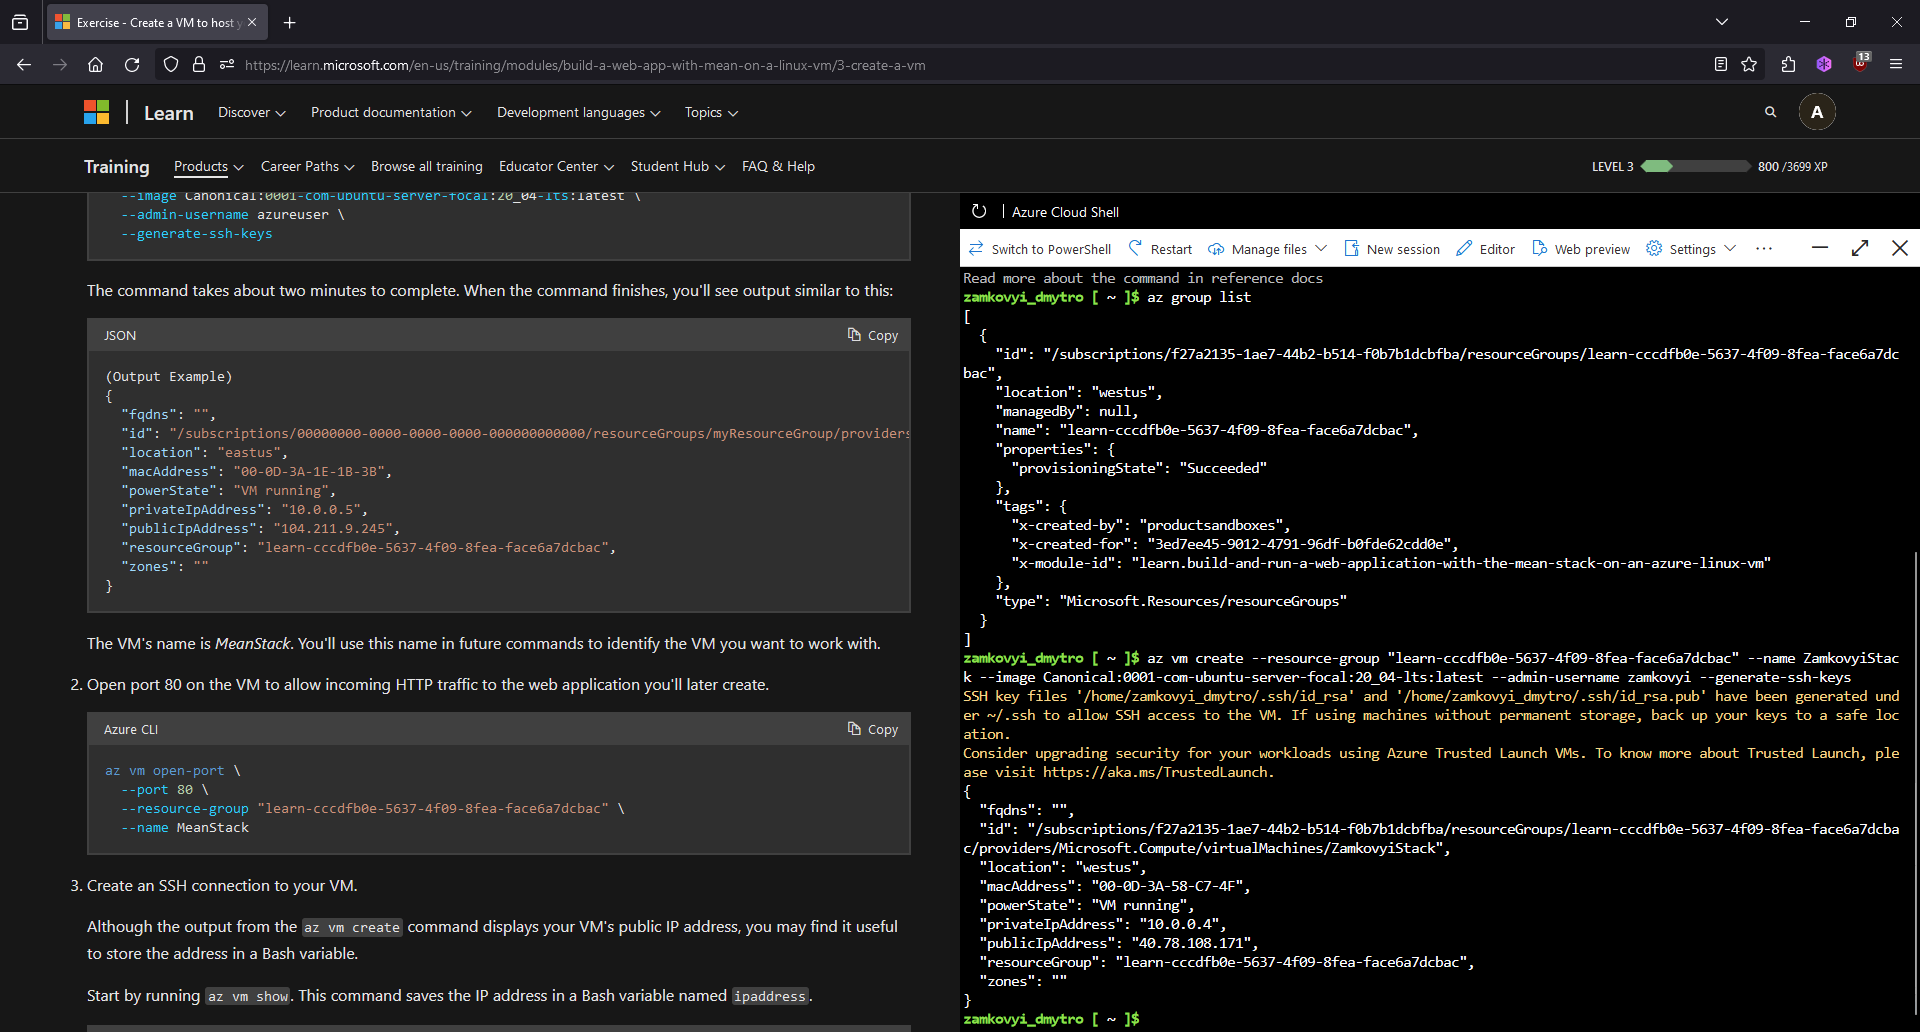 Exercise - Create a VM to host y
https://learn.microsoft.com/en-us/training/modules/build-a-web-app-with-mean-on-a-linux-vm/3-create-a-vm
13
Learn
Discover
Product documentation
Development languages
Topics
A
Training
Products
Career Paths
Browse all training
Educator Center
Student Hub
FAQ & Help
LEVEL 3
800 /3699 XP
--image Canonical:0001-com-ubuntu-server-focal:20_04-lts:latest \
--admin-username azureuser \
--generate-ssh-keys
The command takes about two minutes to complete. When the command finishes, you'll see output similar to this:
JSON
Copy
(Output Example)
{
"fqdns": "",
"id": "/subscriptions/00000000-0000-0000-0000-000000000000/resourceGroups/myResourceGroup/providers
"location": "eastus",
"macAddress": "00-0D-3A-1E-1B-3B",
"powerState": "VM running",
"privateIpAddress": "10.0.0.5",
"publicIpAddress": "104.211.9.245",
"resourceGroup": "learn-cccdfb0e-5637-4f09-8fea-face6a7dcbac",
"zones": ""
}
The VM's name is MeanStack. You'll use this name in future commands to identify the VM you want to work with.
2. Open port 80 on the VM to allow incoming HTTP traffic to the web application you'll later create.
Azure CLI
Copy
az vm open-port \
--port 80 \
--resource-group "learn-cccdfb0e-5637-4f09-8fea-face6a7dcbac" \
--name MeanStack
3. Create an SSH connection to your VM.
Although the output from the az vm create command displays your VM's public IP address, you may find it useful
to store the address in a Bash variable.
Start by running az vm show. This command saves the IP address in a Bash variable named ipaddress.
Azure Cloud Shell
Switch to PowerShell
Restart
Manage files
New session
Editor
Web preview
Settings
Read more about the command in reference docs
zamkovyi_dmytro [ ~ ]$ az group list
[
{
"id": "/subscriptions/f27a2135-1ae7-44b2-b514-f0b7b1dcbfba/resourceGroups/learn-cccdfb0e-5637-4f09-8fea-face6a7dc
bac",
"location": "westus",
"managedBy": null,
"name": "learn-cccdfb0e-5637-4f09-8fea-face6a7dcbac",
"properties": {
"provisioningState": "Succeeded"
},
"tags": {
"x-created-by": "productsandboxes",
"x-created-for": "3ed7ee45-9012-4791-96df-b0fde62cdd0e",
"x-module-id": "learn.build-and-run-a-web-application-with-the-mean-stack-on-an-azure-linux-vm"
},
"type": "Microsoft.Resources/resourceGroups"
}
]
zamkovyi_dmytro [ ~ ]$ az vm create --resource-group "learn-cccdfb0e-5637-4f09-8fea-face6a7dcbac" --name ZamkovyiStac
k --image Canonical:0001-com-ubuntu-server-focal:20_04-lts:latest --admin-username zamkovyi --generate-ssh-keys
SSH key files '/home/zamkovyi_dmytro/.ssh/id_rsa' and '/home/zamkovyi_dmytro/.ssh/id_rsa.pub' have been generated und
er ~/.ssh to allow SSH access to the VM. If using machines without permanent storage, back up your keys to a safe loc
ation.
Consider upgrading security for your workloads using Azure Trusted Launch VMs. To know more about Trusted Launch, ple
ase visit https://aka.ms/TrustedLaunch.
{
"fqdns": "",
"id": "/subscriptions/f27a2135-1ae7-44b2-b514-f0b7b1dcbfba/resourceGroups/learn-cccdfb0e-5637-4f09-8fea-face6a7dcba
c/providers/Microsoft.Compute/virtualMachines/ZamkovyiStack",
"location": "westus",
"macAddress": "00-0D-3A-58-C7-4F",
"powerState": "VM running",
"privateIpAddress": "10.0.0.4",
"publicIpAddress": "40.78.108.171",
"resourceGroup": "learn-cccdfb0e-5637-4f09-8fea-face6a7dcbac",
"zones": ""
}
zamkovyi_dmytro [ ~ ]$